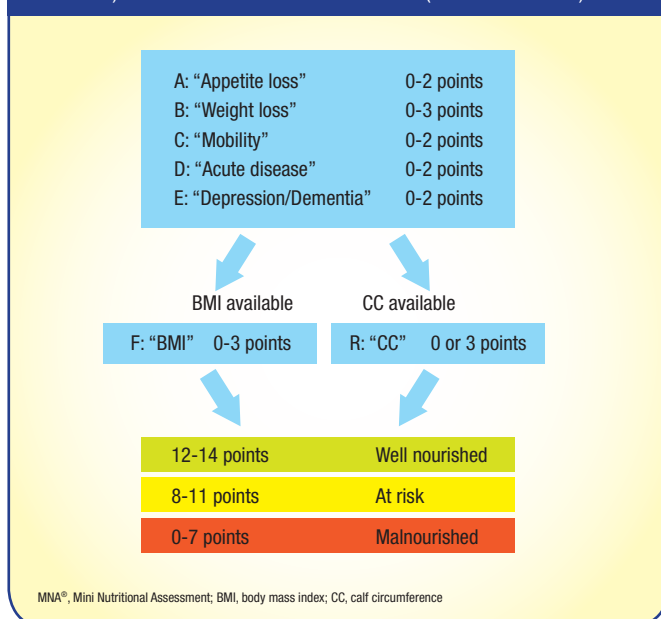 A: “Appetite loss” 0-2 points
B: “Weight loss” 0-3 points
C: “Mobility” 0-2 points
D: “Acute disease” 0-2 points
E: “Depression/Dementia” 0-2 points
BMI available CC available
F: “BMI” 0-3 points R: “CC” 0 or 3 points
12-14 points Well nourished
8-11 points At risk
0-7 points Malnourished
MNA®, Mini Nutritional Assessment; BMI, body mass index; CC, calf circumference